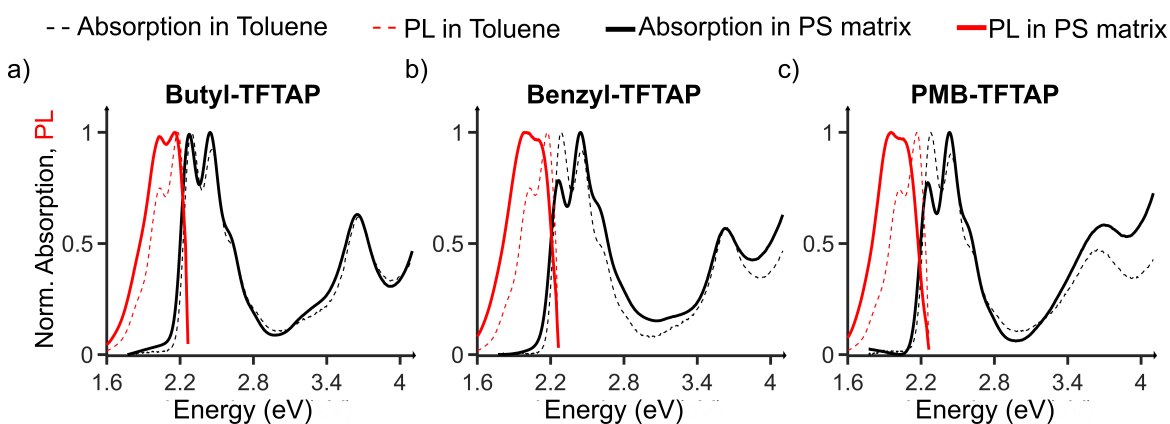 Absorption in Toluene PL in Toluene Absorption in PS matrix PL in PS matrix
a) b) c)
Butyl-TFTAP Benzyl-TFTAP PMB-TFTAP
Norm. Absorption, PL
1 1 1
0.5 0.5 0.5
0 0 0
1.6 2.2 2.8 3.4 4 1.6 2.2 2.8 3.4 4 1.6 2.2 2.8 3.4 4
Energy (eV) Energy (eV) Energy (eV)